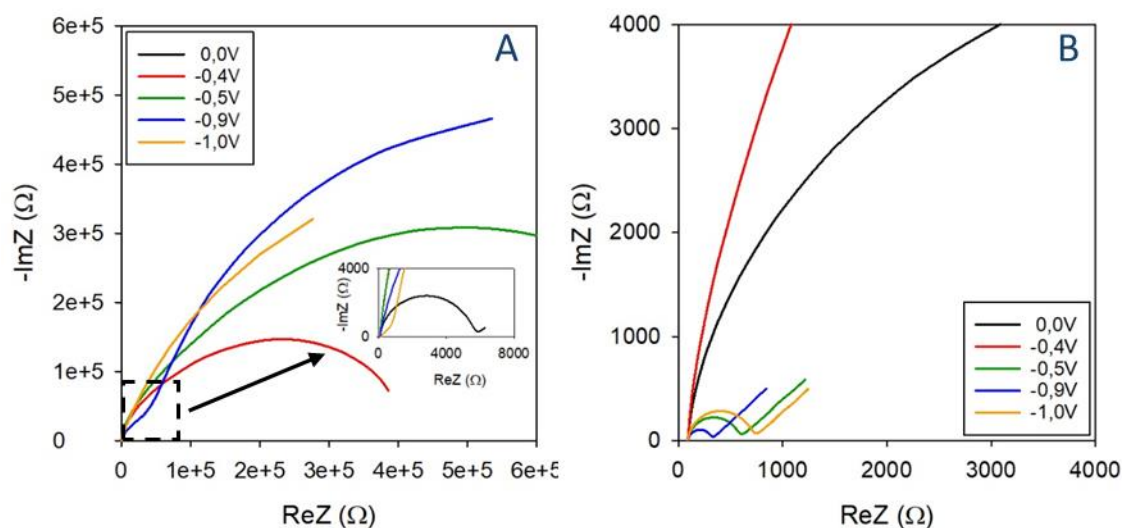 6e+5
5e+5
4e+5
3e+5
2e+5
1e+5
0
-ImZ (Ω)
A
0,0V
-0,4V
-0,5V
-0,9V
-1,0V
4000
0
-ImZ (Ω)
0 4000 8000
ReZ (Ω)
0 1e+5 2e+5 3e+5 4e+5 5e+5 6e+5
ReZ (Ω)
4000
3000
2000
1000
0
-ImZ (Ω)
B
0,0V
-0,4V
-0,5V
-0,9V
-1,0V
0 1000 2000 3000 4000
ReZ (Ω)